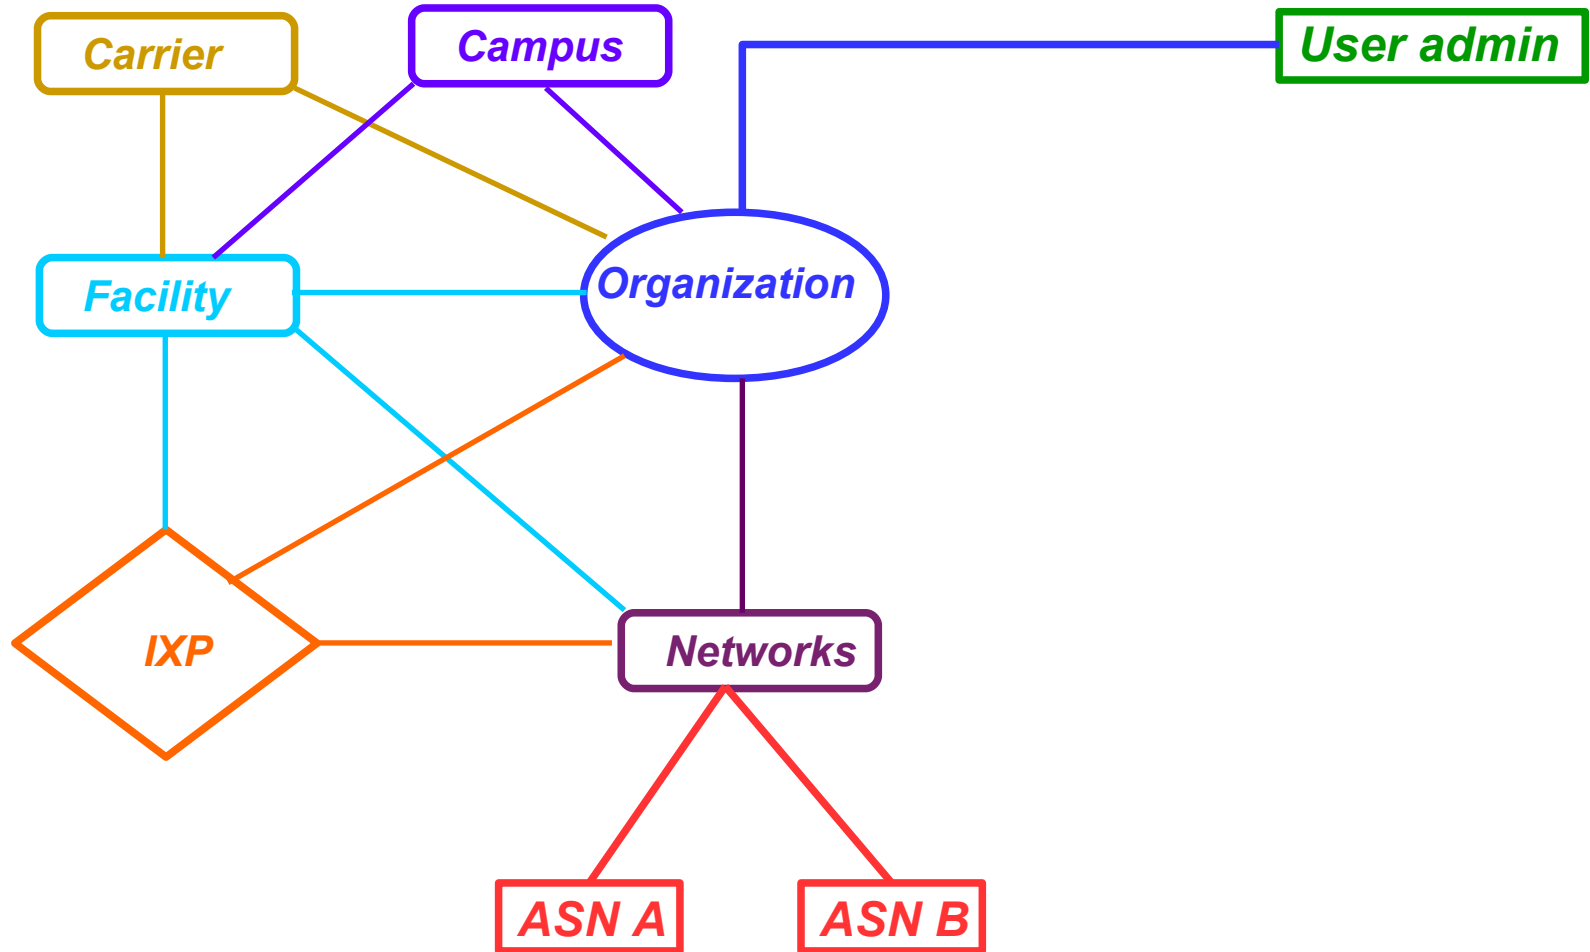 Carrier
Campus
User admin
Facility
Organization
IXP
Networks
ASN A
ASN B